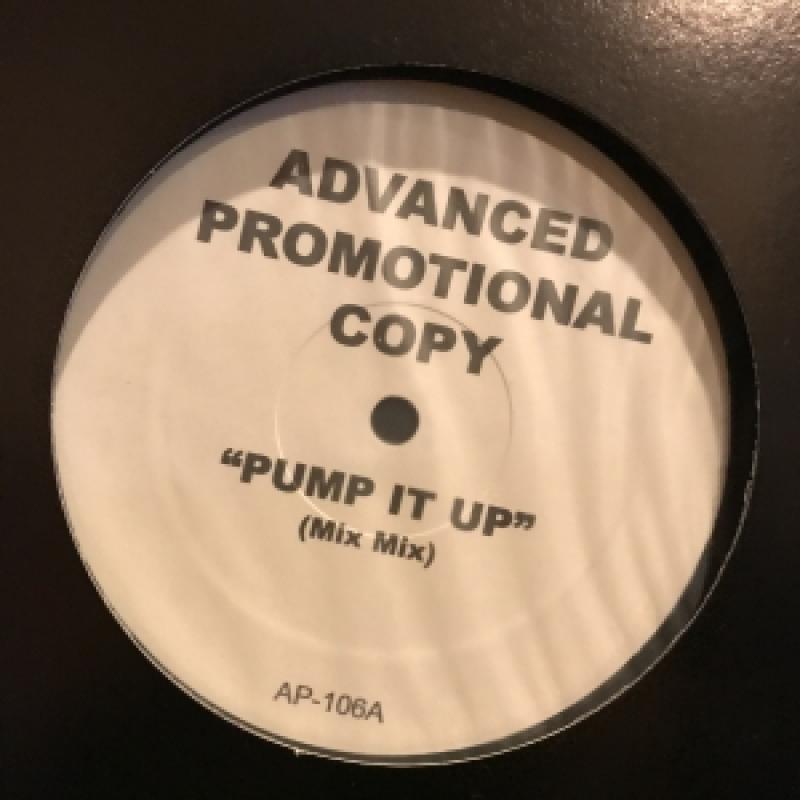 ADVANCED
PROMOTIONAL
COPY
“PUMP IT UP”
(Mix Mix)
AP-106A